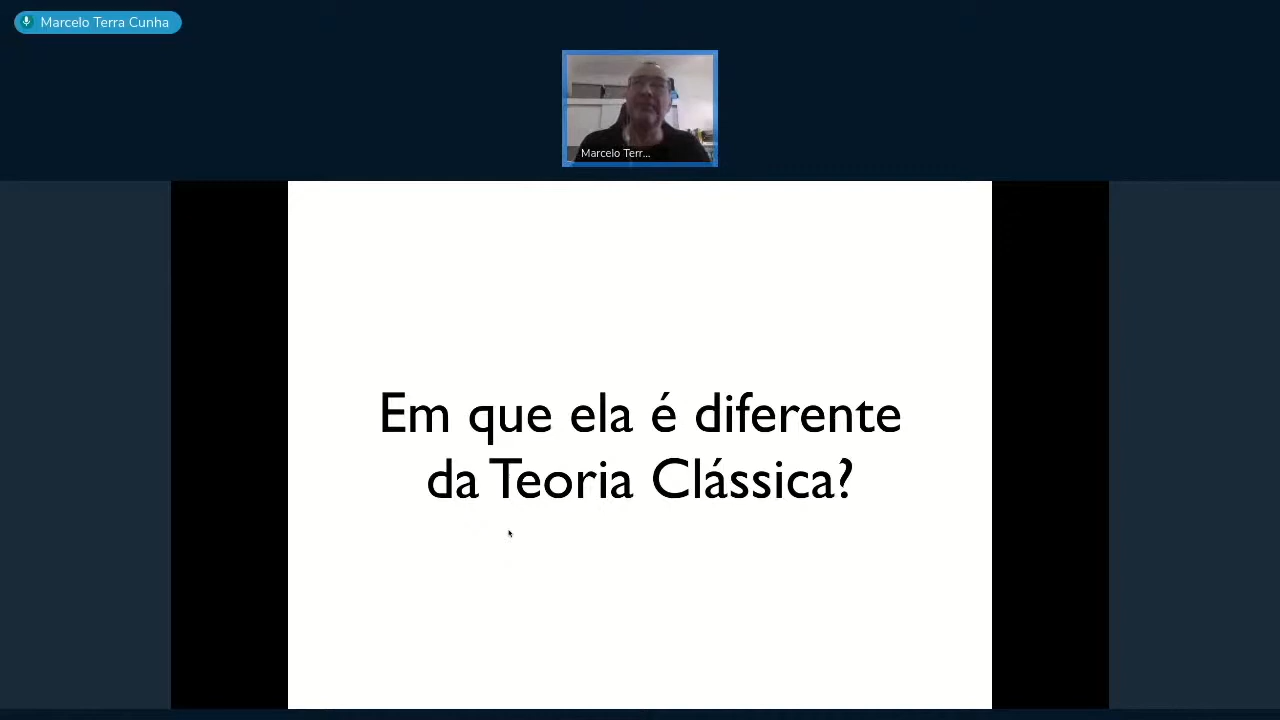 Marcelo Terra Cunha
Marcelo Terr...
Em que ela é diferente
da Teoria Clássica?